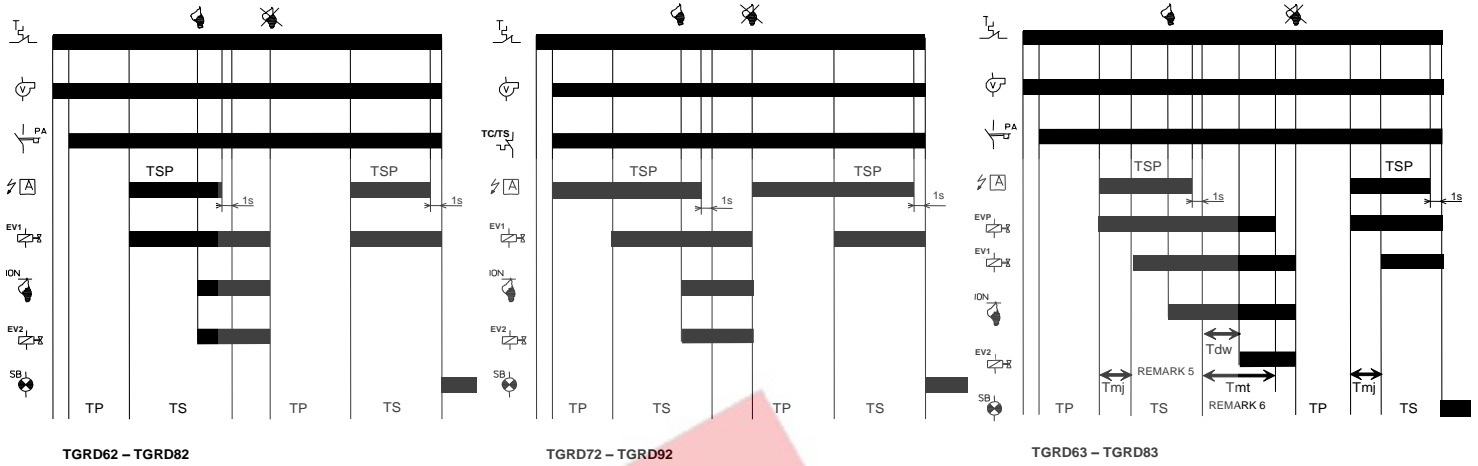 T
V
PA
TSP
TSP
A
1s
1s
EV1
ION
EV2
SB
TP
TS
TP
TS
TGRD62 – TGRD82
T
V
TC/TS
TSP
TSP
A
1s
1s
EV1
ION
EV2
SB
TP
TS
TP
TS
TGRD72 – TGRD92
T
V
PA
TSP
TSP
A
1s
1s
EVP
EV1
ION
Tdw
EV2
Tmj
REMARK 5
Tmt
Tmj
SB
TP
TS
REMARK 6
TP
TS
TGRD63 – TGRD83